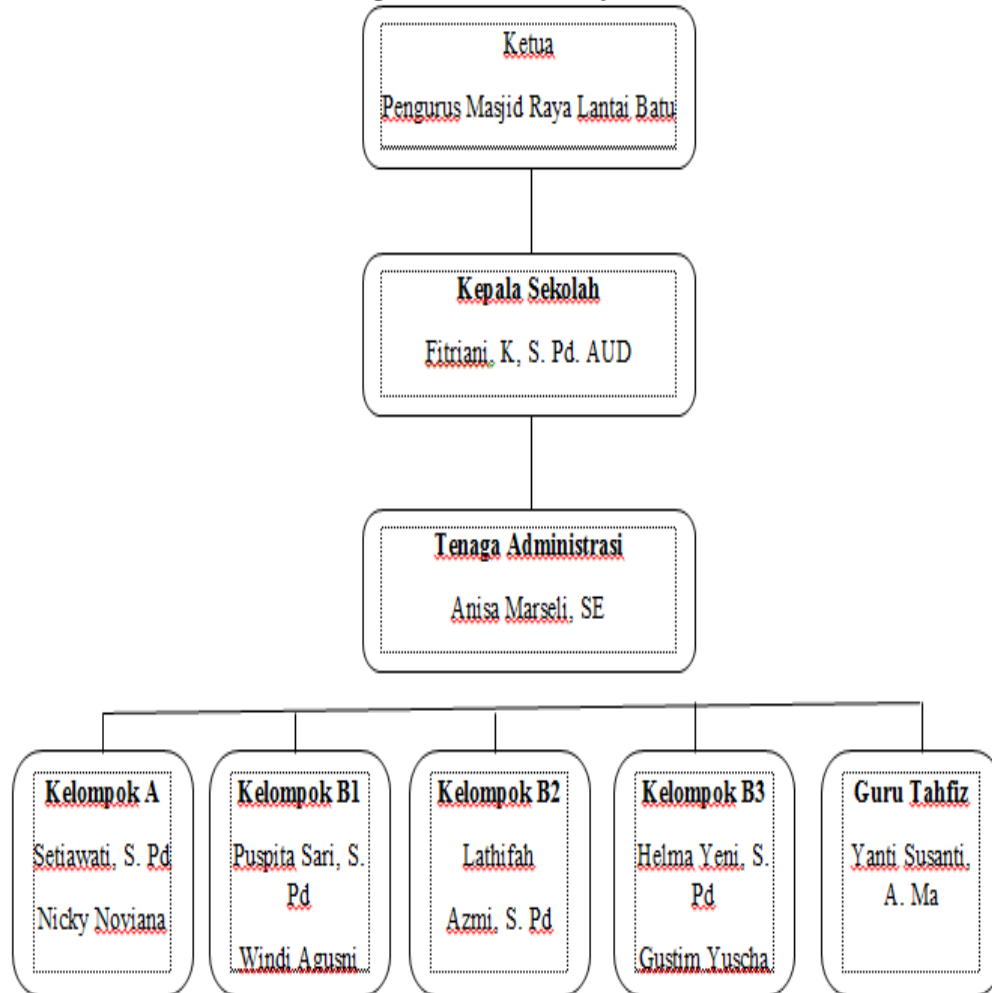 Ketua
Pengurus Masjid Raya Lantai Batu
Kepala Sekolah
Fitriani, K, S. Pd. AUD
Tenaga Administrasi
Anisa Marseli, SE
Kelompok A
Setiawati, S. Pd
Nicky Noviana
Kelompok B1
Puspita Sari, S.
Pd
Windi Agusni
Kelompok B2
Lathifah
Azmi, S. Pd
Kelompok B3
Helma Yeni, S.
Pd
Gustim Yuscha
Guru Tahfiz
Yanti Susanti,
A. Ma